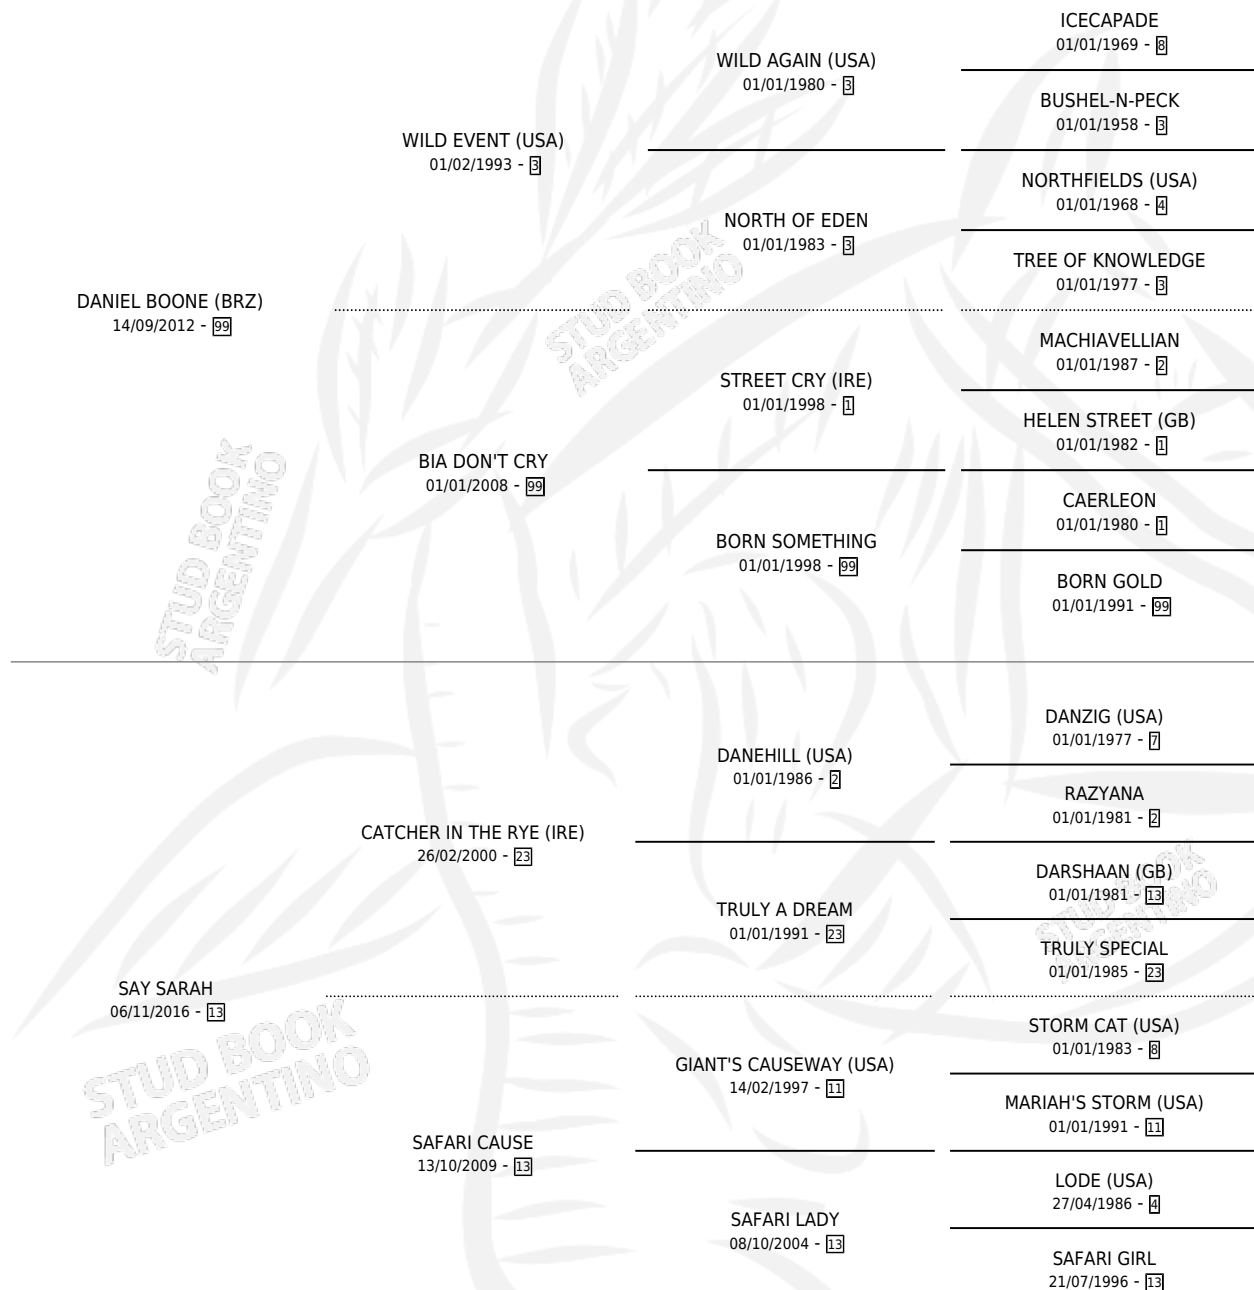 ICECAPADE
01/01/1969 - 8
WILD AGAIN (USA)
01/01/1980 - 3
BUSHEL-N-PECK
01/01/1958 - 3
WILD EVENT (USA)
01/02/1993 - 3
NORTHFIELDS (USA)
01/01/1968 - 4
NORTH OF EDEN
01/01/1983 - 3
TREE OF KNOWLEDGE
01/01/1977 - 3
DANIEL BOONE (BRZ)
14/09/2012 - 99
MACHIAVELLIAN
01/01/1987 - 2
STREET CRY (IRE)
01/01/1998 - 1
HELEN STREET (GB)
01/01/1982 - 1
BIA DON'T CRY
01/01/2008 - 99
CAERLEON
01/01/1980 - 1
BORN SOMETHING
01/01/1998 - 99
BORN GOLD
01/01/1991 - 99
DANZIG (USA)
01/01/1977 - 7
DANEHILL (USA)
01/01/1986 - 2
RAZYANA
01/01/1981 - 2
CATCHER IN THE RYE (IRE)
26/02/2000 - 23
DARSHAAN (GB)
01/01/1981 - 13
TRULY A DREAM
01/01/1991 - 23
TRULY SPECIAL
01/01/1985 - 23
SAY SARAH
06/11/2016 - 13
STORM CAT (USA)
01/01/1983 - 8
GIANT'S CAUSEWAY (USA)
14/02/1997 - 11
MARIAH'S STORM (USA)
01/01/1991 - 11
SAFARI CAUSE
13/10/2009 - 13
LODE (USA)
27/04/1986 - 4
SAFARI LADY
08/10/2004 - 13
SAFARI GIRL
21/07/1996 - 13
STUD BOOK
ARGENTINO
STUD BOOK
ARGENTINO
STUD BOOK
ARGENTINO
STUD BOOK
ARGENTINO